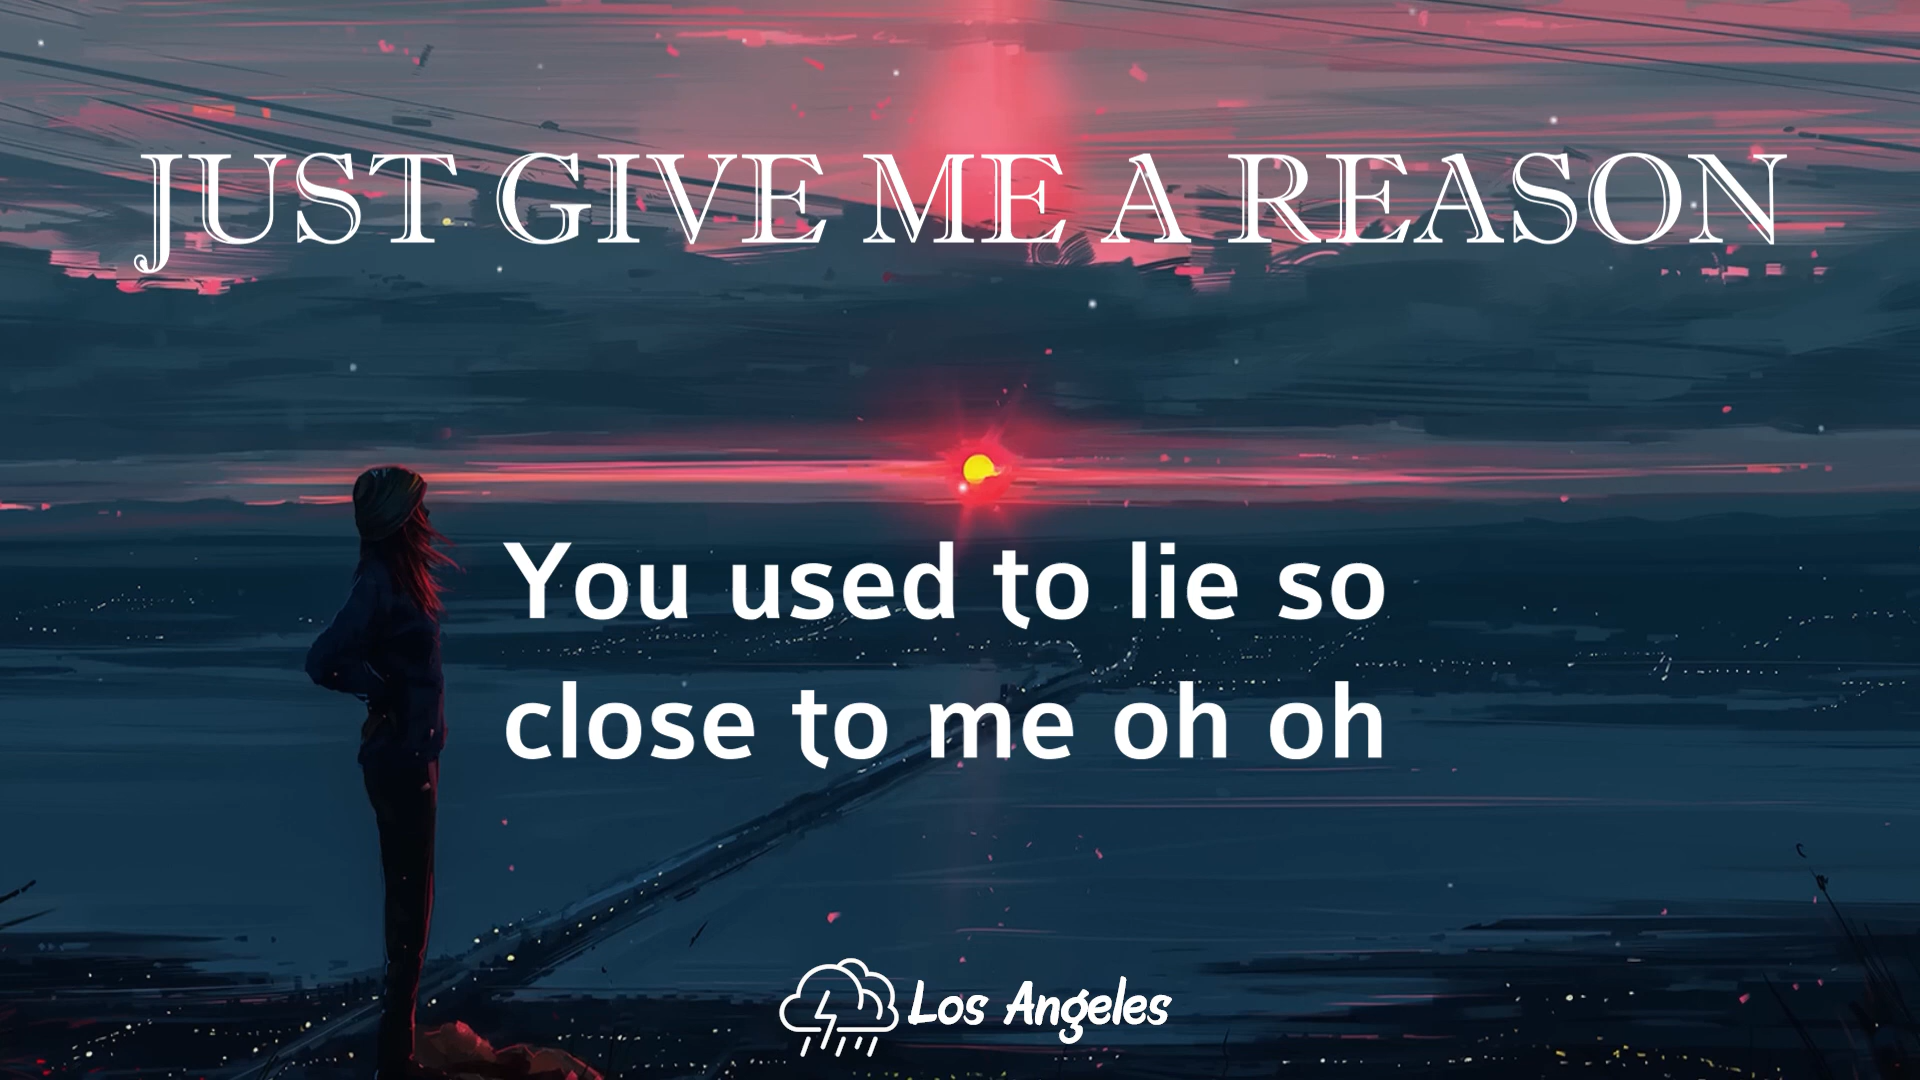 JUST GIVE ME A REASON
You used to lie so
close to me oh oh
Los Angeles